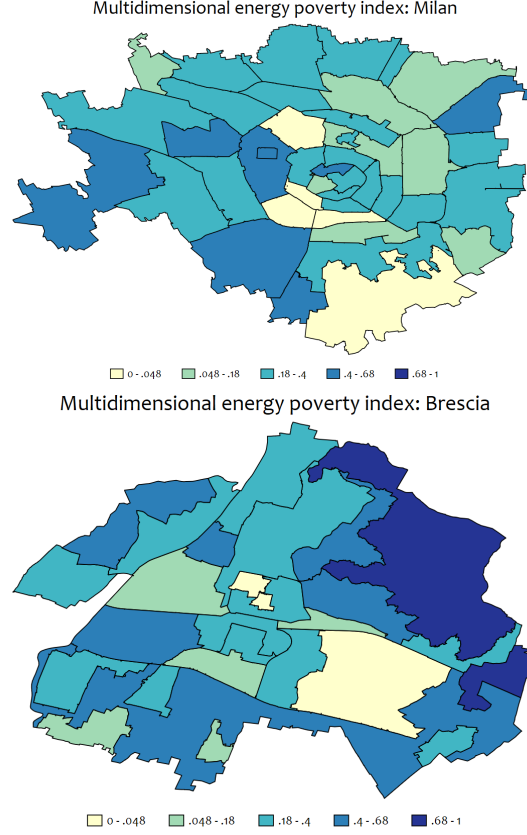 Multidimensional energy poverty index: Milan
0 - .048 .048 - .18 .18 - .4 .4 - .68 .68 - 1
Multidimensional energy poverty index: Brescia
0 - .048 .048 - .18 .18 - .4 .4 - .68 .68 - 1